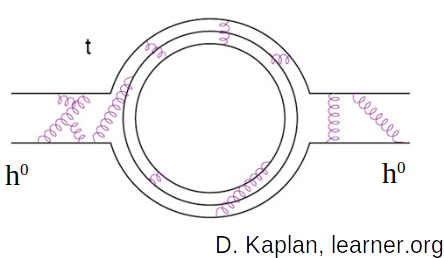 t
h⁰
h⁰
D. Kaplan, learner.org